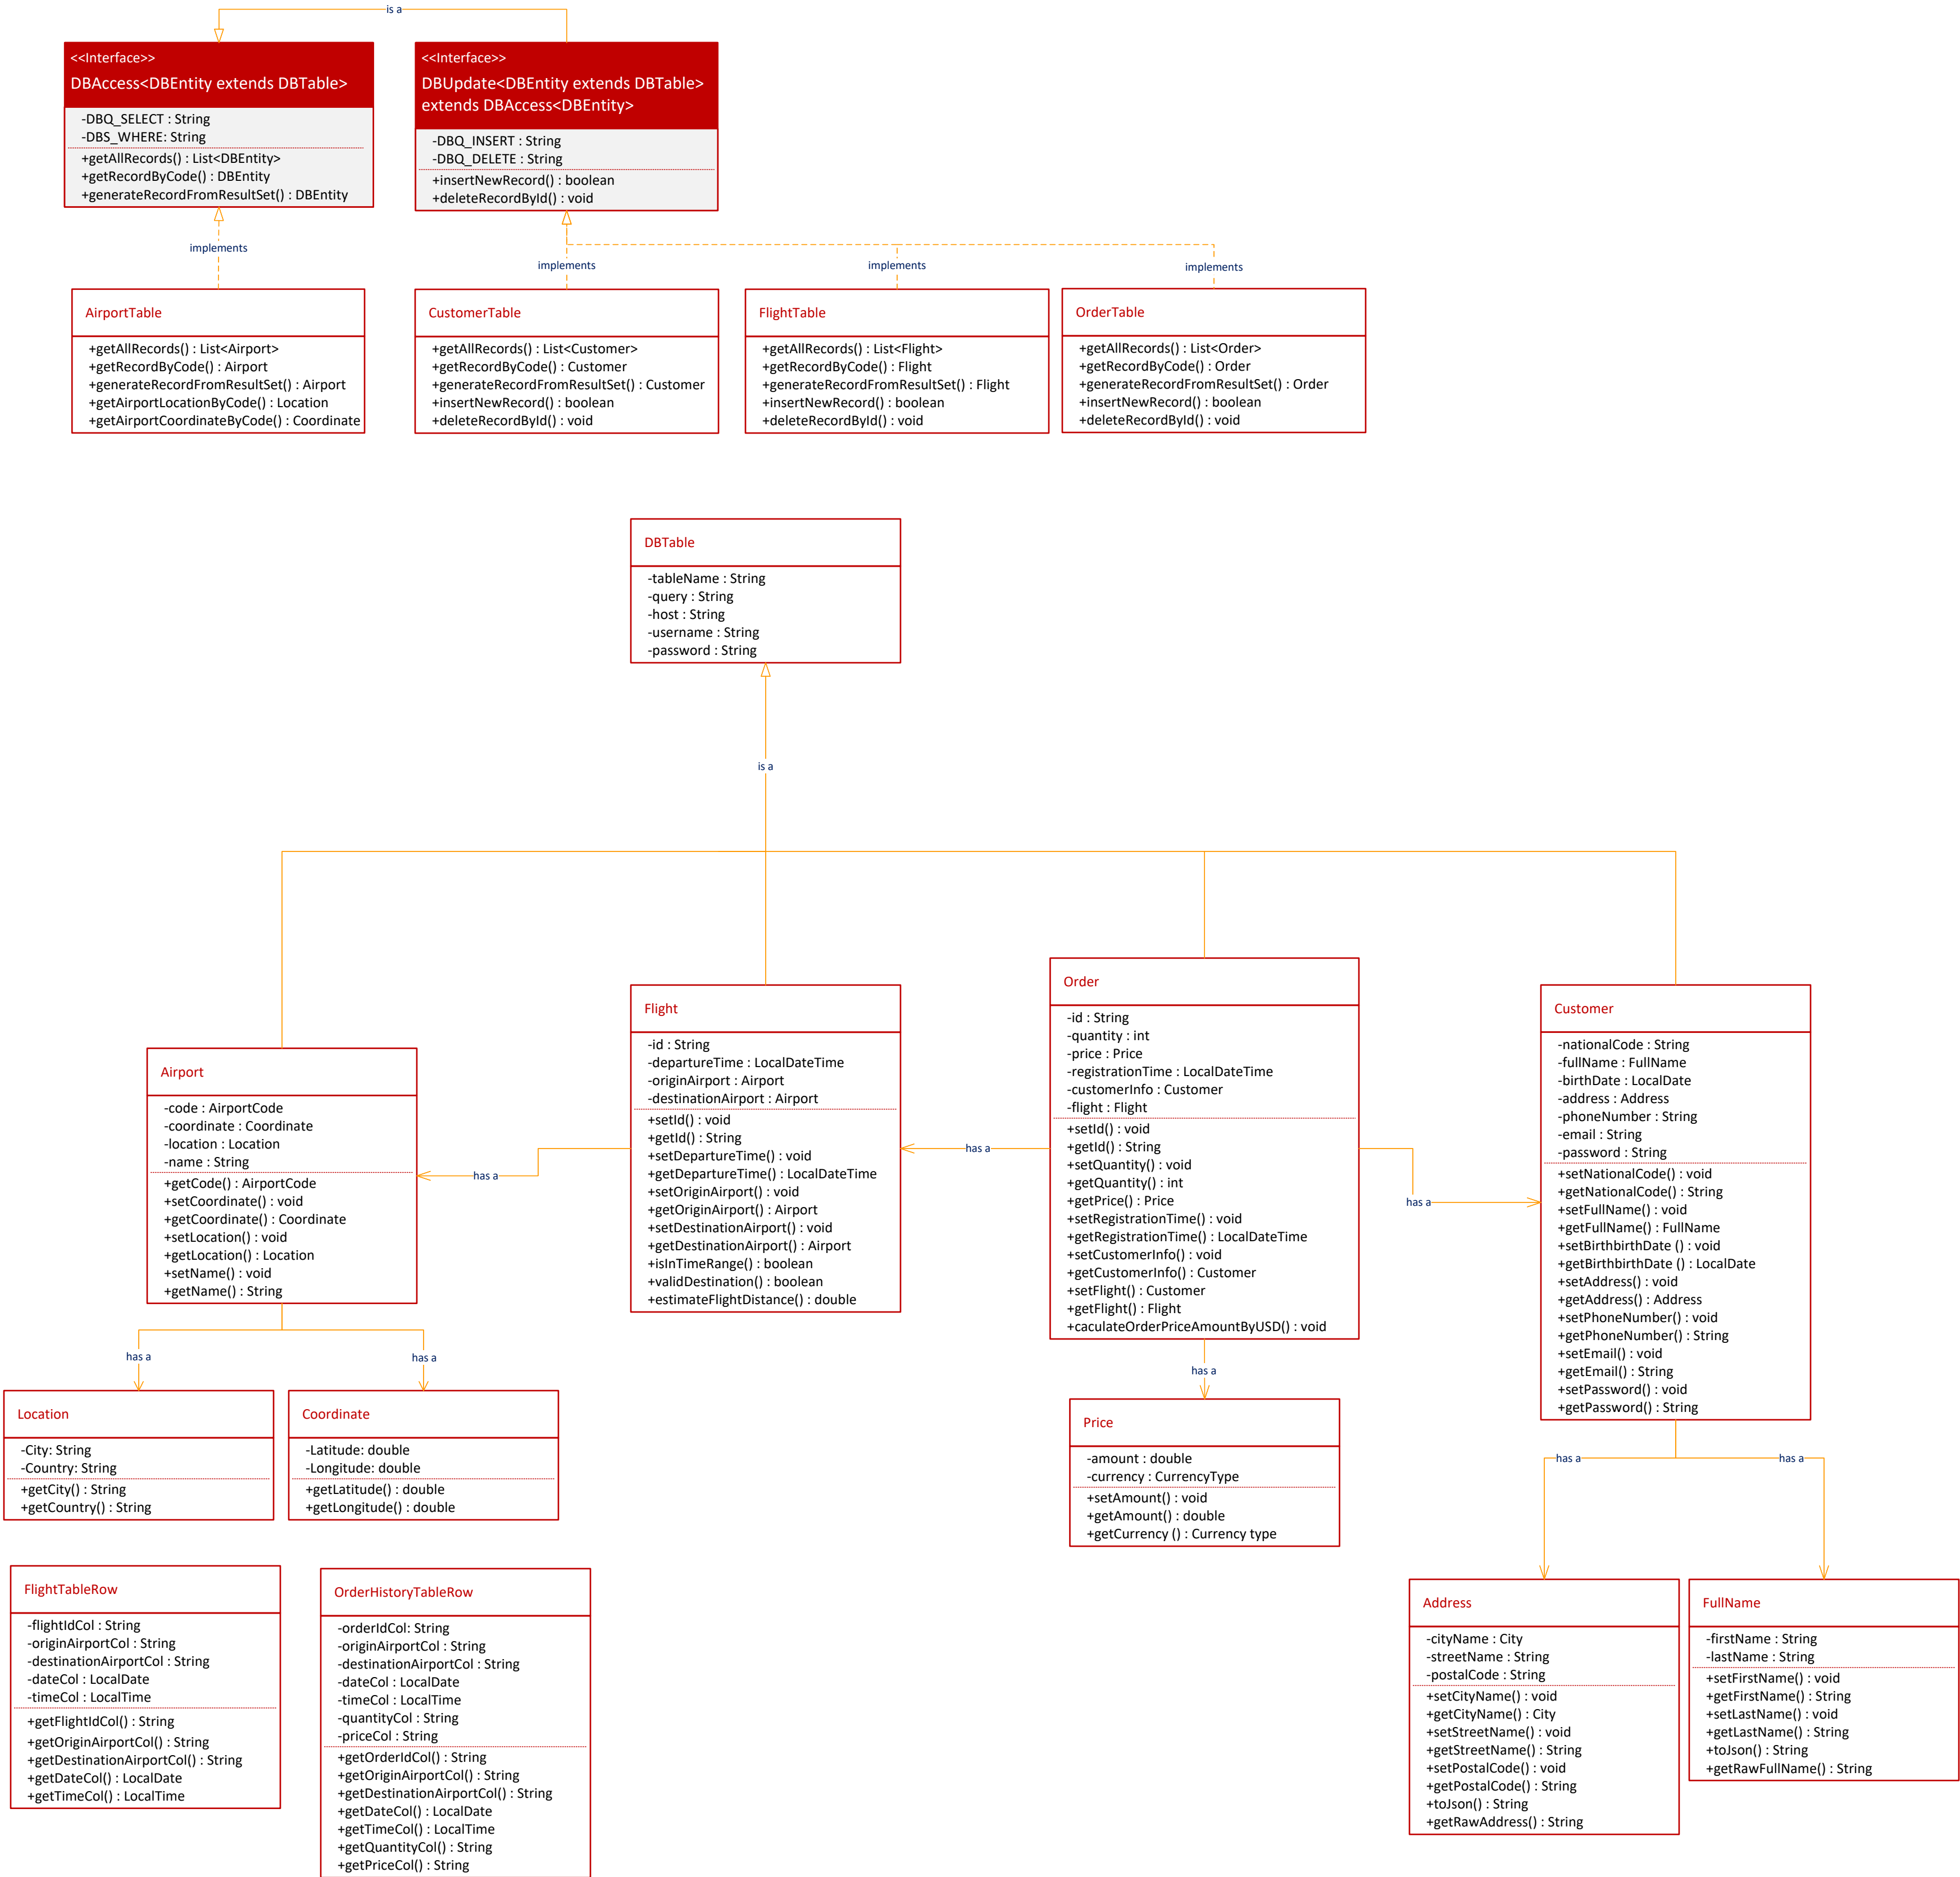 is a
<<Interface>>
DBAccess<DBEntity extends DBTable>
-DBQ_SELECT : String
-DBS_WHERE: String
+getAllRecords() : List<DBEntity>
+getRecordByCode() : DBEntity
+generateRecordFromResultSet() : DBEntity
<<Interface>>
DBUpdate<DBEntity extends DBTable>
extends DBAccess<DBEntity>
-DBQ_INSERT : String
-DBQ_DELETE : String
+insertNewRecord() : boolean
+deleteRecordById() : void
implements
implements
implements
implements
AirportTable
+getAllRecords() : List<Airport>
+getRecordByCode() : Airport
+generateRecordFromResultSet() : Airport
+getAirportLocationByCode() : Location
+getAirportCoordinateByCode() : Coordinate
CustomerTable
+getAllRecords() : List<Customer>
+getRecordByCode() : Customer
+generateRecordFromResultSet() : Customer
+insertNewRecord() : boolean
+deleteRecordById() : void
FlightTable
+getAllRecords() : List<Flight>
+getRecordByCode() : Flight
+generateRecordFromResultSet() : Flight
+insertNewRecord() : boolean
+deleteRecordById() : void
OrderTable
+getAllRecords() : List<Order>
+getRecordByCode() : Order
+generateRecordFromResultSet() : Order
+insertNewRecord() : boolean
+deleteRecordById() : void
DBTable
-tableName : String
-query : String
-host : String
-username : String
-password : String
is a
Airport
-code : AirportCode
-coordinate : Coordinate
-location : Location
-name : String
+getCode() : AirportCode
+setCoordinate() : void
+getCoordinate() : Coordinate
+setLocation() : void
+getLocation() : Location
+setName() : void
+getName() : String
has a
Flight
-id : String
-departureTime : LocalDateTime
-originAirport : Airport
-destinationAirport : Airport
+setId() : void
+getId() : String
+setDepartureTime() : void
+getDepartureTime() : LocalDateTime
+setOriginAirport() : void
+getOriginAirport() : Airport
+setDestinationAirport() : void
+getDestinationAirport() : Airport
+isInTimeRange() : boolean
+validDestination() : boolean
+estimateFlightDistance() : double
has a
Order
-id : String
-quantity : int
-price : Price
-registrationTime : LocalDateTime
-customerInfo : Customer
-flight : Flight
+setId() : void
+getId() : String
+setQuantity() : void
+getQuantity() : int
+getPrice() : Price
+setRegistrationTime() : void
+getRegistrationTime() : LocalDateTime
+setCustomerInfo() : void
+getCustomerInfo() : Customer
+setFlight() : Customer
+getFlight() : Flight
+caculateOrderPriceAmountByUSD() : void
has a
Customer
-nationalCode : String
-fullName : FullName
-birthDate : LocalDate
-address : Address
-phoneNumber : String
-email : String
-password : String
+setNationalCode() : void
+getNationalCode() : String
+setFullName() : void
+getFullName() : FullName
+setBirthbirthDate () : void
+getBirthbirthDate () : LocalDate
+setAddress() : void
+getAddress() : Address
+setPhoneNumber() : void
+getPhoneNumber() : String
+setEmail() : void
+getEmail() : String
+setPassword() : void
+getPassword() : String
has a
has a
has a
has a
has a
Location
-City: String
-Country: String
+getCity() : String
+getCountry() : String
Coordinate
-Latitude: double
-Longitude: double
+getLatitude() : double
+getLongitude() : double
Price
-amount : double
-currency : CurrencyType
+setAmount() : void
+getAmount() : double
+getCurrency () : Currency type
FlightTableRow
-flightIdCol : String
-originAirportCol : String
-destinationAirportCol : String
-dateCol : LocalDate
-timeCol : LocalTime
+getFlightIdCol() : String
+getOriginAirportCol() : String
+getDestinationAirportCol() : String
+getDateCol() : LocalDate
+getTimeCol() : LocalTime
OrderHistoryTableRow
-orderIdCol: String
-originAirportCol : String
-destinationAirportCol : String
-dateCol : LocalDate
-timeCol : LocalTime
-quantityCol : String
-priceCol : String
+getOrderIdCol() : String
+getOriginAirportCol() : String
+getDestinationAirportCol() : String
+getDateCol() : LocalDate
+getTimeCol() : LocalTime
+getQuantityCol() : String
+getPriceCol() : String
Address
-cityName : City
-streetName : String
-postalCode : String
+setCityName() : void
+getCityName() : City
+setStreetName() : void
+getStreetName() : String
+setPostalCode() : void
+getPostalCode() : String
+toJson() : String
+getRawAddress() : String
FullName
-firstName : String
-lastName : String
+setFirstName() : void
+getFirstName() : String
+setLastName() : void
+getLastName() : String
+toJson() : String
+getRawFullName() : String